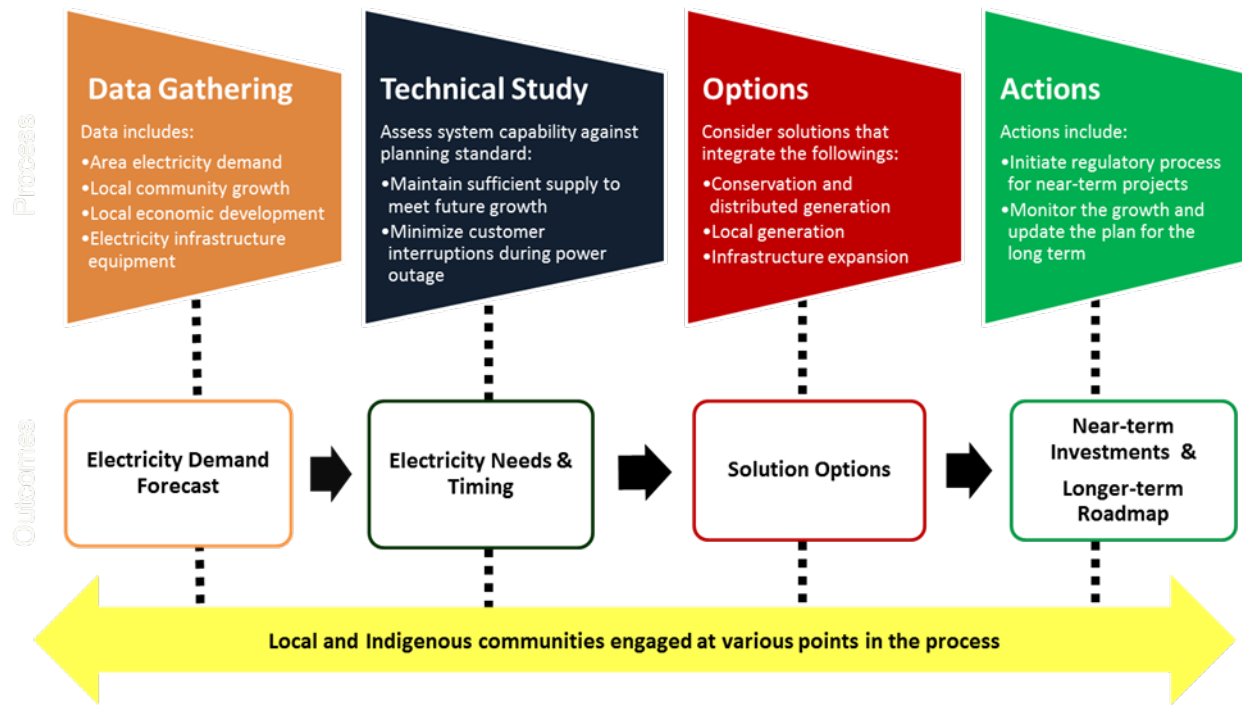 Process
Data Gathering
Data includes:
•Area electricity demand
•Local community growth
•Local economic development
•Electricity infrastructure
equipment
Technical Study
Assess system capability against
planning standard:
•Maintain sufficient supply to
meet future growth
•Minimize customer
interruptions during power
outage
Options
Consider solutions that
integrate the followings:
•Conservation and
distributed generation
•Local generation
•Infrastructure expansion
Actions
Actions include:
•Initiate regulatory process
for near-term projects
•Monitor the growth and
update the plan for the
long term
Outcomes
Electricity Demand
Forecast
Electricity Needs &
Timing
Solution Options
Near-term
Investments &
Longer-term
Roadmap
Local and Indigenous communities engaged at various points in the process